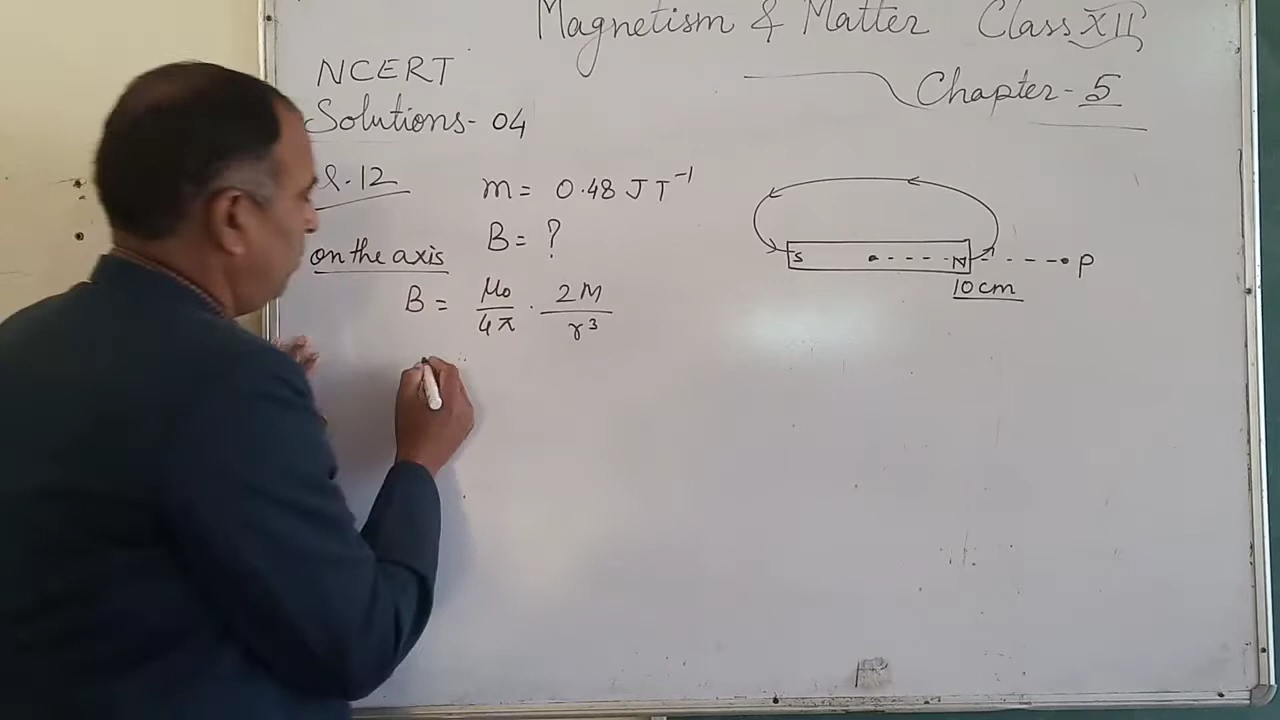 Magnetism & Matter Class XII
Chapter-5
NCERT
Solutions-04
Q.12
m = 0.48 J T⁻¹
B = ?
on the axis
B = μ₀/4π · 2M/r³
S N P
10cm